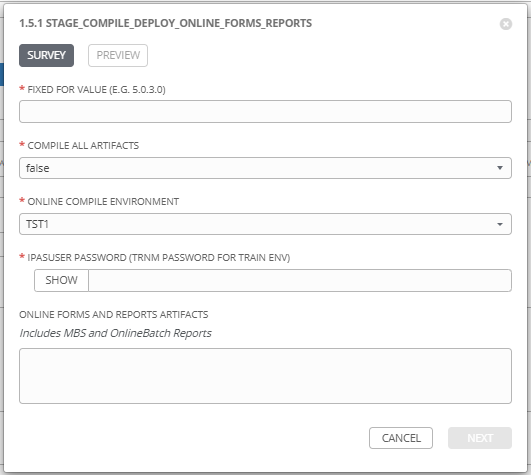 1.5.1 STAGE_COMPILE_DEPLOY_ONLINE_FORMS_REPORTS
SURVEY PREVIEW
* FIXED FOR VALUE (E.G. 5.0.3.0)
* COMPILE ALL ARTIFACTS
false
* ONLINE COMPILE ENVIRONMENT
TST1
* IPASUSER PASSWORD (TRNM PASSWORD FOR TRAIN ENV)
SHOW
ONLINE FORMS AND REPORTS ARTIFACTS
Includes MBS and OnlineBatch Reports
CANCEL NEXT